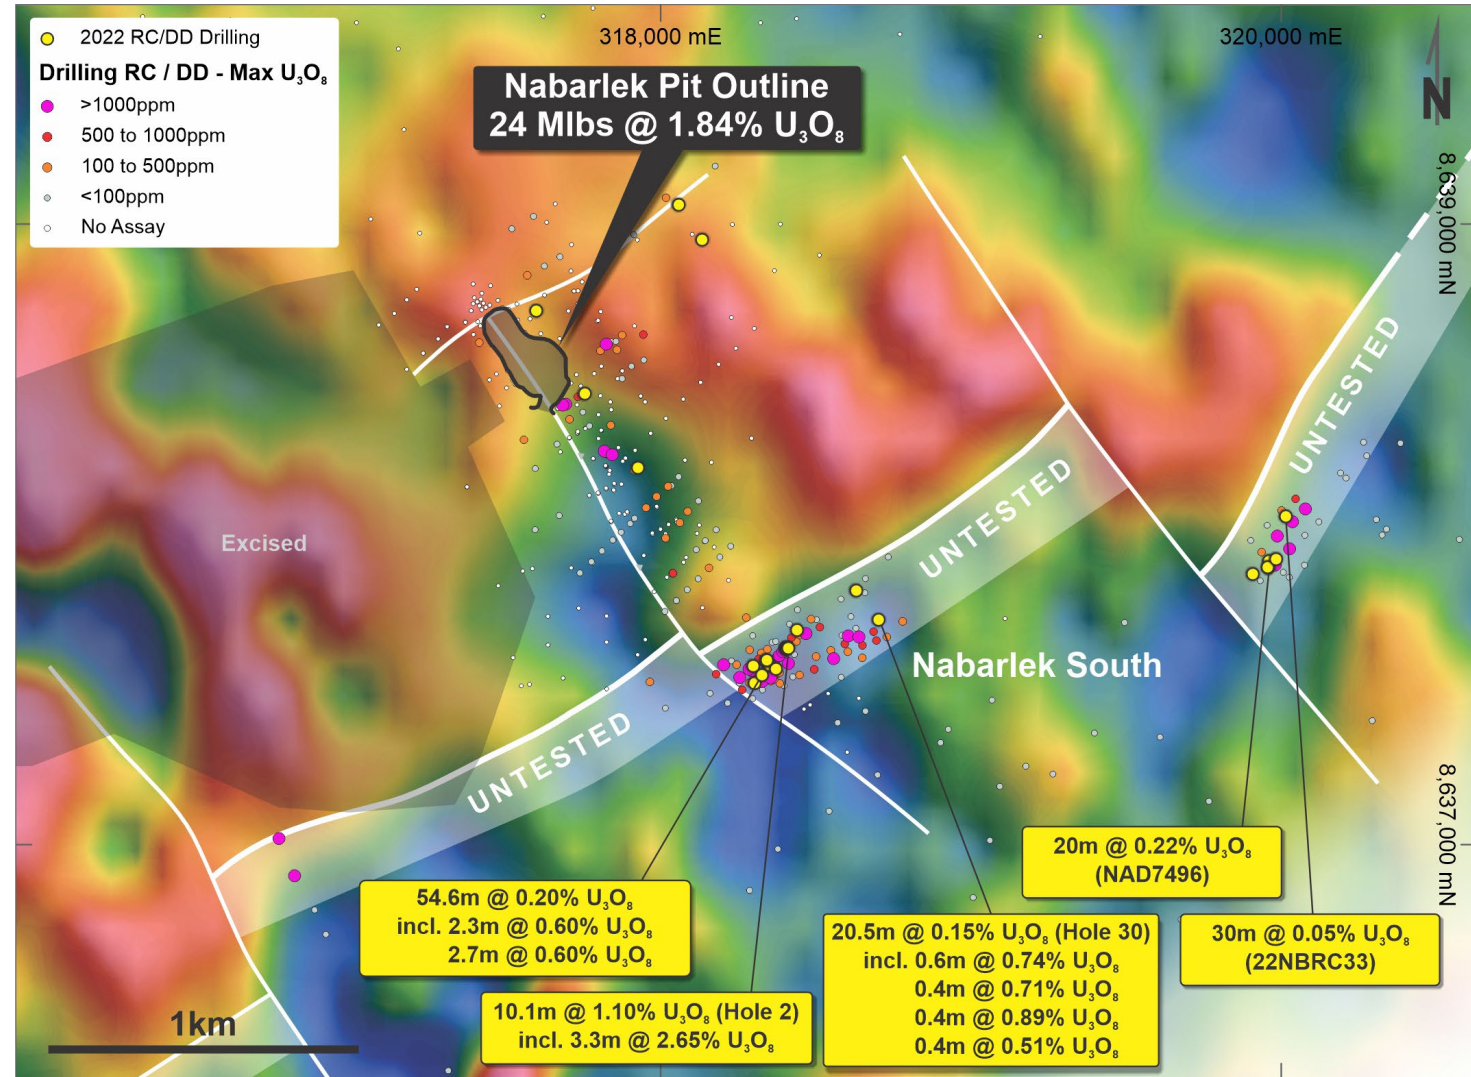 2022 RC/DD Drilling
Drilling RC / DD - Max U₃O₈
>1000ppm
500 to 1000ppm
100 to 500ppm
<100ppm
No Assay
318,000 mE
320,000 mE
N
8,639,000 mN
Nabarlek Pit Outline
24 Mlbs @ 1.84% U₃O₈
Excised
UNTESTED
UNTESTED
UNTESTED
Nabarlek South
8,637,000 mN
20m @ 0.22% U₃O₈
(NAD7496)
54.6m @ 0.20% U₃O₈
incl. 2.3m @ 0.60% U₃O₈
2.7m @ 0.60% U₃O₈
20.5m @ 0.15% U₃O₈ (Hole 30)
incl. 0.6m @ 0.74% U₃O₈
0.4m @ 0.71% U₃O₈
0.4m @ 0.89% U₃O₈
0.4m @ 0.51% U₃O₈
30m @ 0.05% U₃O₈
(22NBRC33)
10.1m @ 1.10% U₃O₈ (Hole 2)
incl. 3.3m @ 2.65% U₃O₈
1km